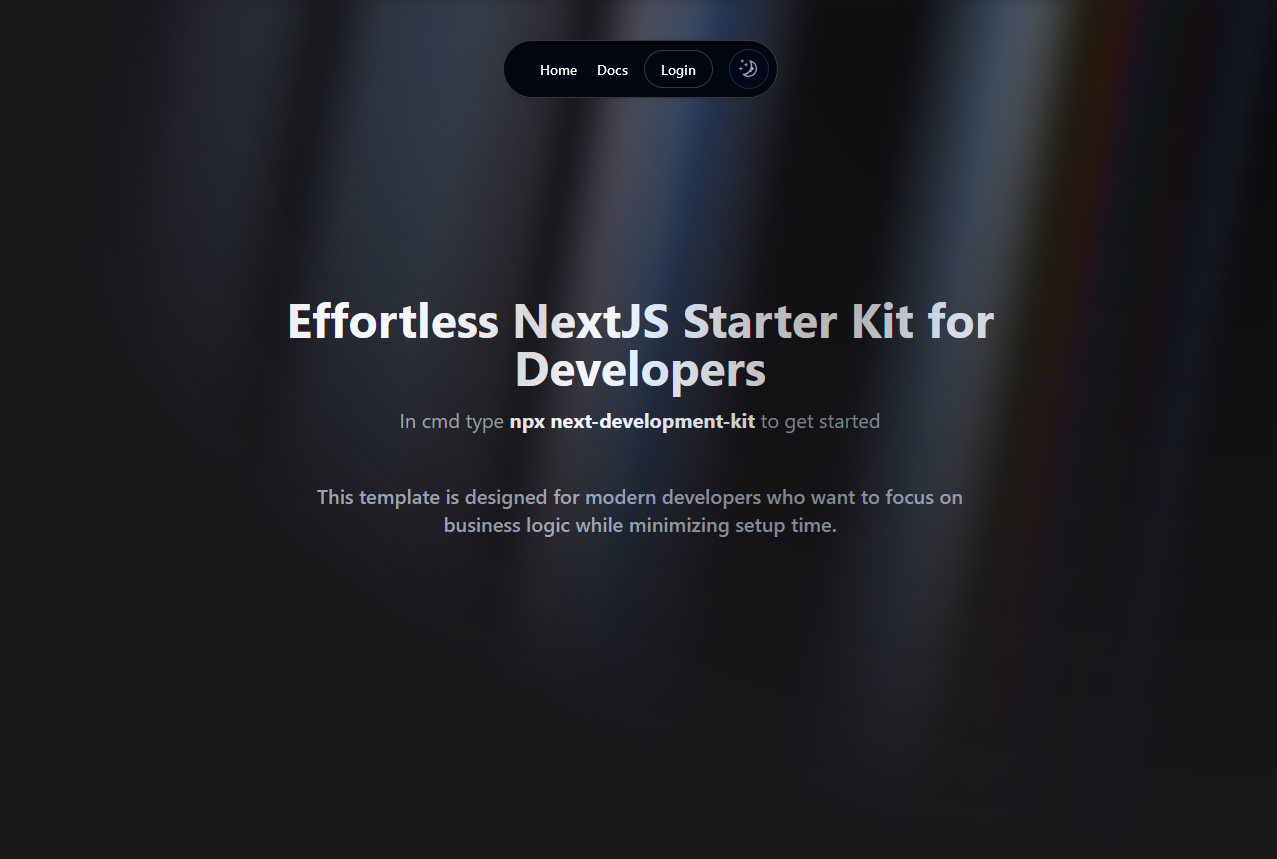 Home Docs Login
Effortless NextJS Starter Kit for
Developers
In cmd type npx next-development-kit to get started
This template is designed for modern developers who want to focus on
business logic while minimizing setup time.